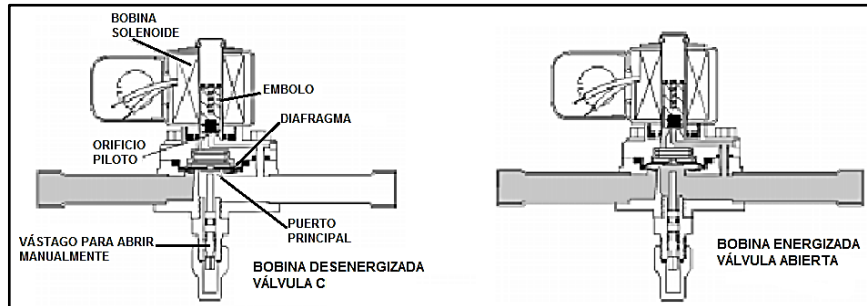 BOBINA
SOLENOIDE
EMBOLO
DIAFRAGMA
ORIFICIO
PILOTO
PUERTO
PRINCIPAL
VÁSTAGO PARA ABRIR
MANUALMENTE
BOBINA DESENERGIZADA
VÁLVULA C
BOBINA ENERGIZADA
VÁLVULA ABIERTA